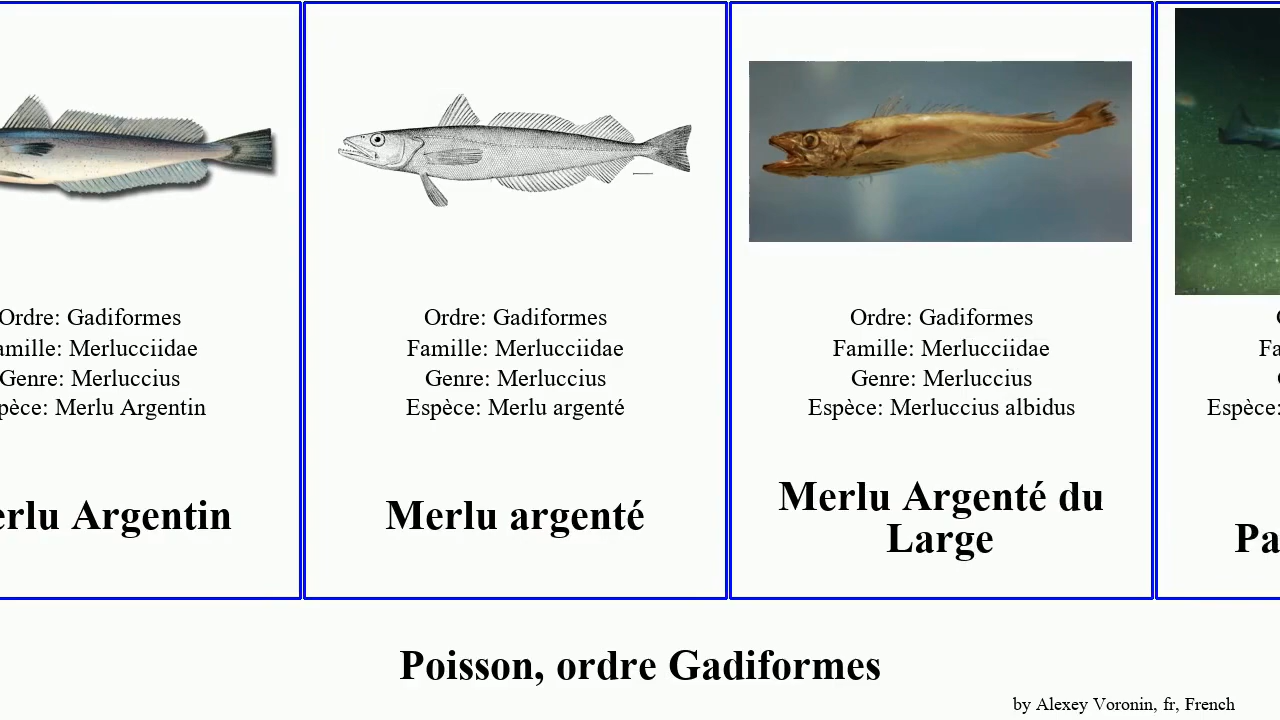 Ordre: Gadiformes
amille: Merlucciidae
Genre: Merluccius
pèce: Merlu Argentin
erlu Argentin
Ordre: Gadiformes
Famille: Merlucciidae
Genre: Merluccius
Espèce: Merlu argenté
Merlu argenté
Ordre: Gadiformes
Famille: Merlucciidae
Genre: Merluccius
Espèce: Merluccius albidus
Merlu Argenté du
Large
Fa
Espèce:
Pa
Poisson, ordre Gadiformes
by Alexey Voronin, fr, French